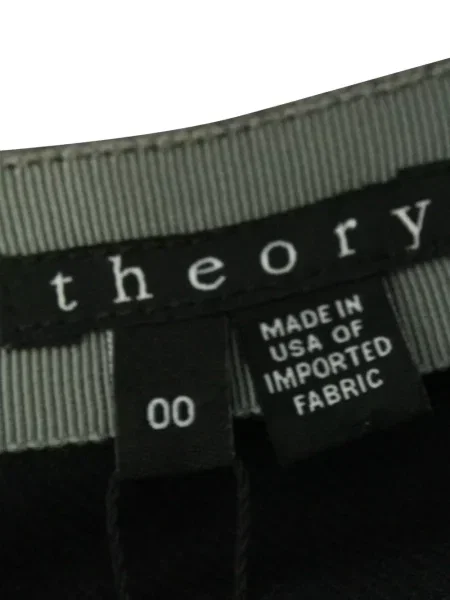 theory
00
MADE IN
USA OF
IMPORTED
FABRIC